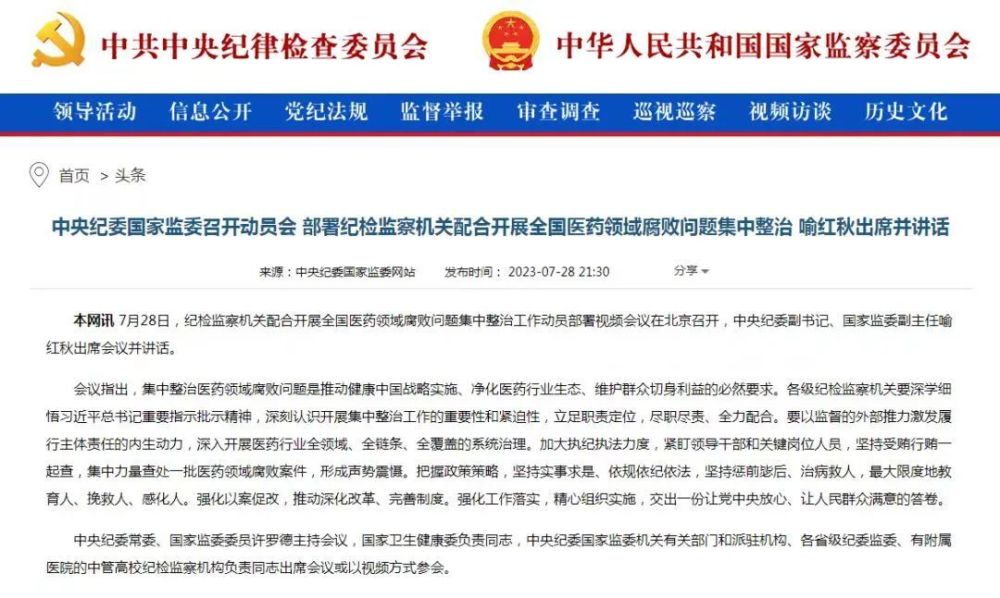 中共中央纪律检查委员会 中华人民共和国国家监察委员会
领导活动 信息公开 党纪法规 监督举报 审查调查 巡视巡察 视频访谈 历史文化
首页 > 头条
中央纪委国家监委召开动员会 部署纪检监察机关配合开展全国医药领域腐败问题集中整治 喻红秋出席并讲话
来源：中央纪委国家监委网站 发布时间： 2023-07-28 21:30 分享
本网讯 7月28日，纪检监察机关配合开展全国医药领域腐败问题集中整治工作动员部署视频会议在北京召开，中央纪委副书记、国家监委副主任喻
红秋出席会议并讲话。
会议指出，集中整治医药领域腐败问题是推动健康中国战略实施、净化医药行业生态、维护群众切身利益的必然要求。各级纪检监察机关要深学细
悟习近平总书记重要指示批示精神，深刻认识开展集中整治工作的重要性和紧迫性，立足职责定位，尽职尽责、全力配合。要以监督的外部推力激发履
行主体责任的内生动力，深入开展医药行业全领域、全链条、全覆盖的系统治理。加大执纪执法力度，紧盯领导干部和关键岗位人员，坚持受贿行贿一
起查，集中力量查处一批医药领域腐败案件，形成声势震慑。把握政策策略，坚持实事求是、依规依纪依法，坚持惩前毖后、治病救人，最大限度地教
育人、挽救人、感化人。强化以案促改，推动深化改革、完善制度。强化工作落实，精心组织实施，交出一份让党中央放心、让人民群众满意的答卷。
中央纪委常委、国家监委委员许罗德主持会议，国家卫生健康委负责同志，中央纪委国家监委机关有关部门和派驻机构、各省级纪委监委、有附属
医院的中管高校纪检监察机构负责同志出席会议或以视频方式参会。